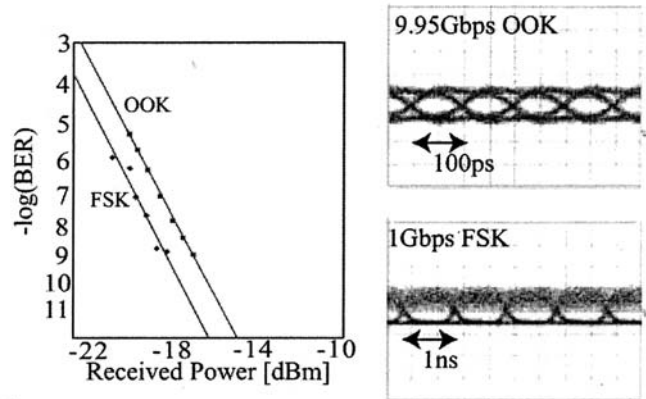 3
4
5
6
7
8
9
10
11
-log(BER)
OOK
FSK
-22 -18 -14 -10
Received Power [dBm]
9.95Gbps OOK
100ps
1Gbps FSK
1ns